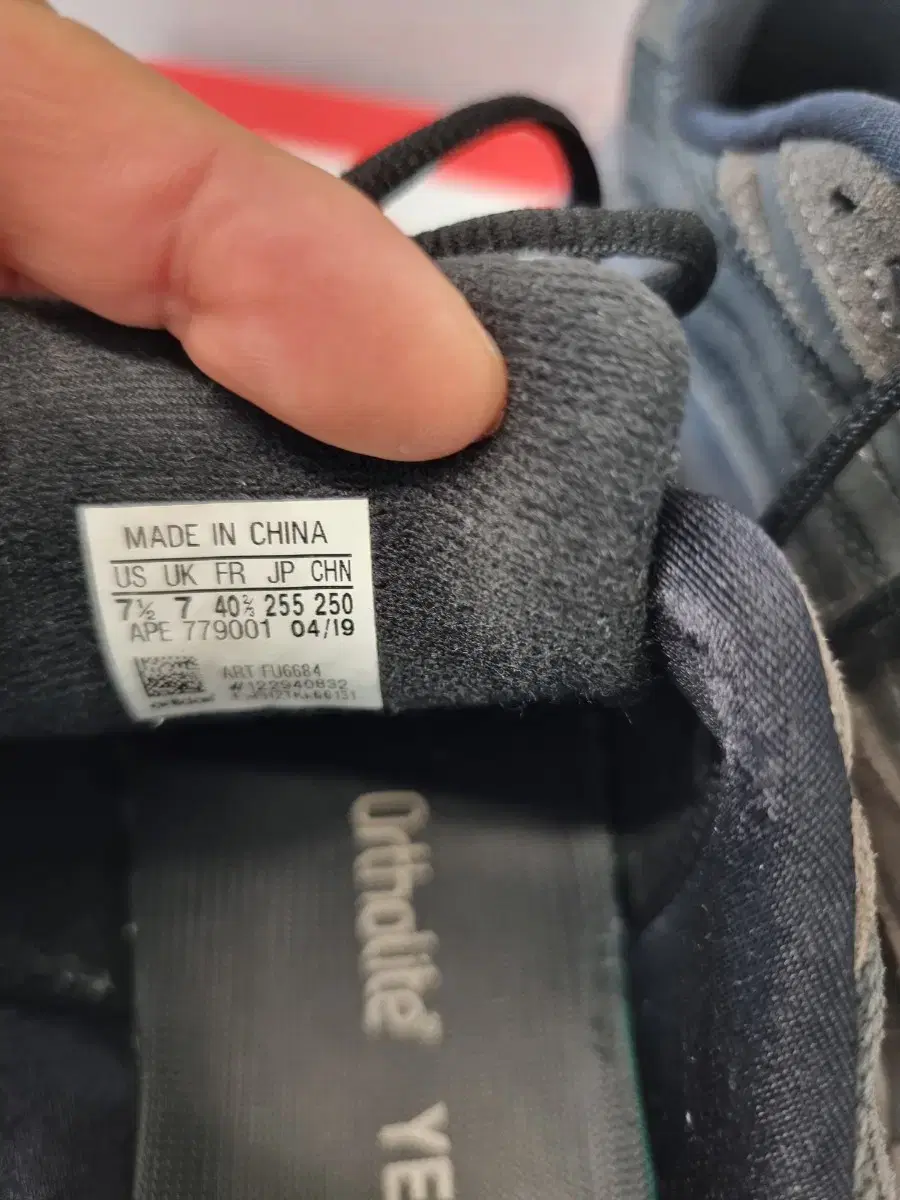 MADE IN CHINA
US UK FR JP CHN
7½ 7 40⅔ 255 250
APE 779001 04/19
ART FU6684
#122940832
Ortholite
YE